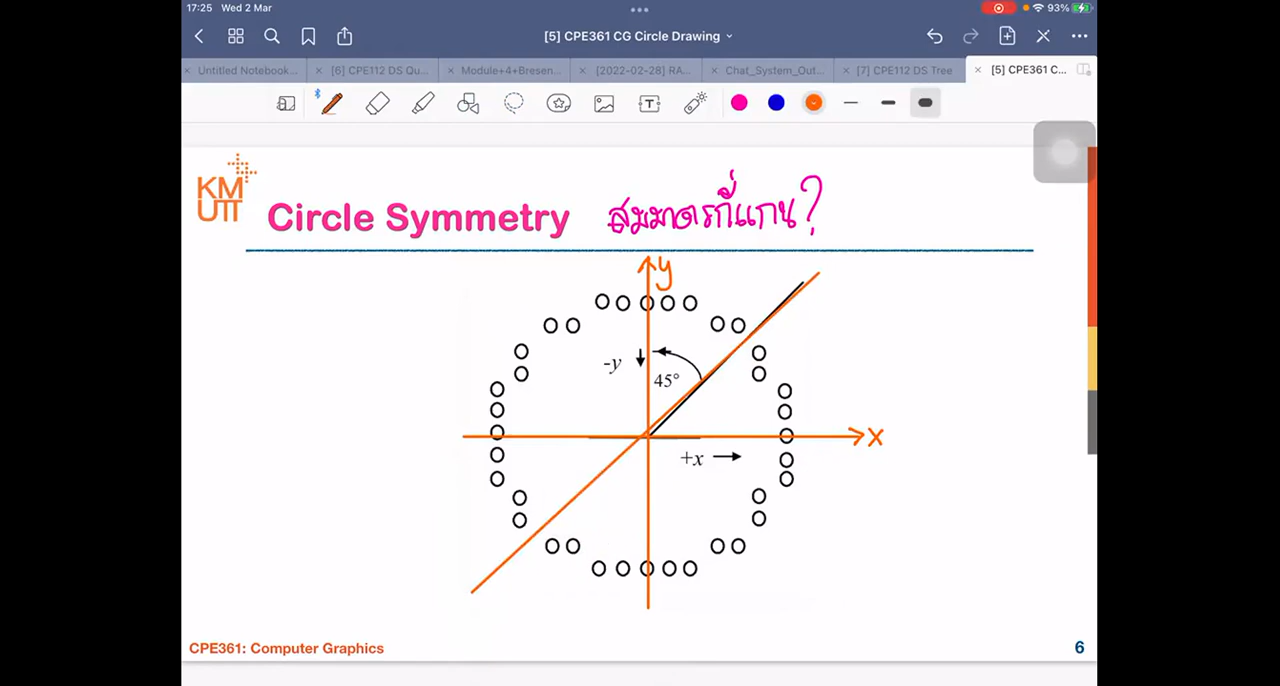 17:25 Wed 2 Mar
93%
[5] CPE361 CG Circle Drawing
Untitled Notebook...
[6] CPE112 DS Qu...
Module+4+Bresen...
[2022-02-28] RA...
Chat_System_Out...
[7] CPE112 DS Tree
[5] CPE361 C...
T
KM
UTT
Circle Symmetry สมมาตรกี่แกน?
y
-y
45°
x
+x
CPE361: Computer Graphics
6